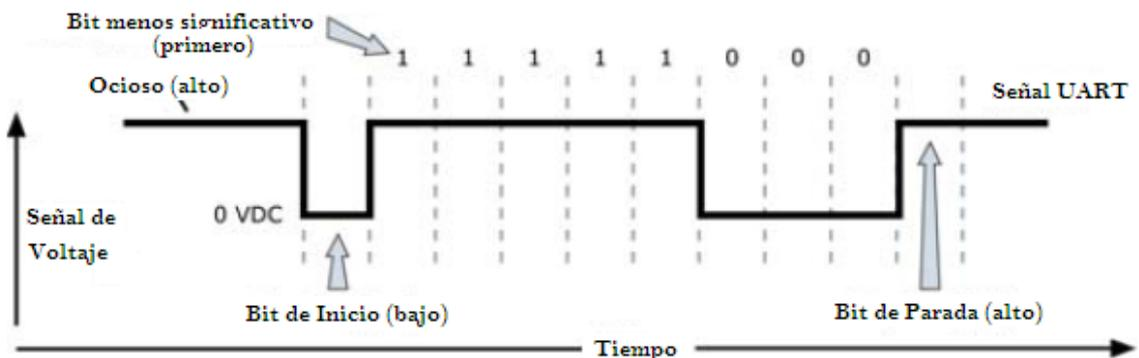 Bit menos significativo
(primero)
1 1 1 1 1 0 0 0
Ocioso (alto)
Señal UART
0 VDC
Señal de
Voltaje
Bit de Inicio (bajo)
Bit de Parada (alto)
Tiempo